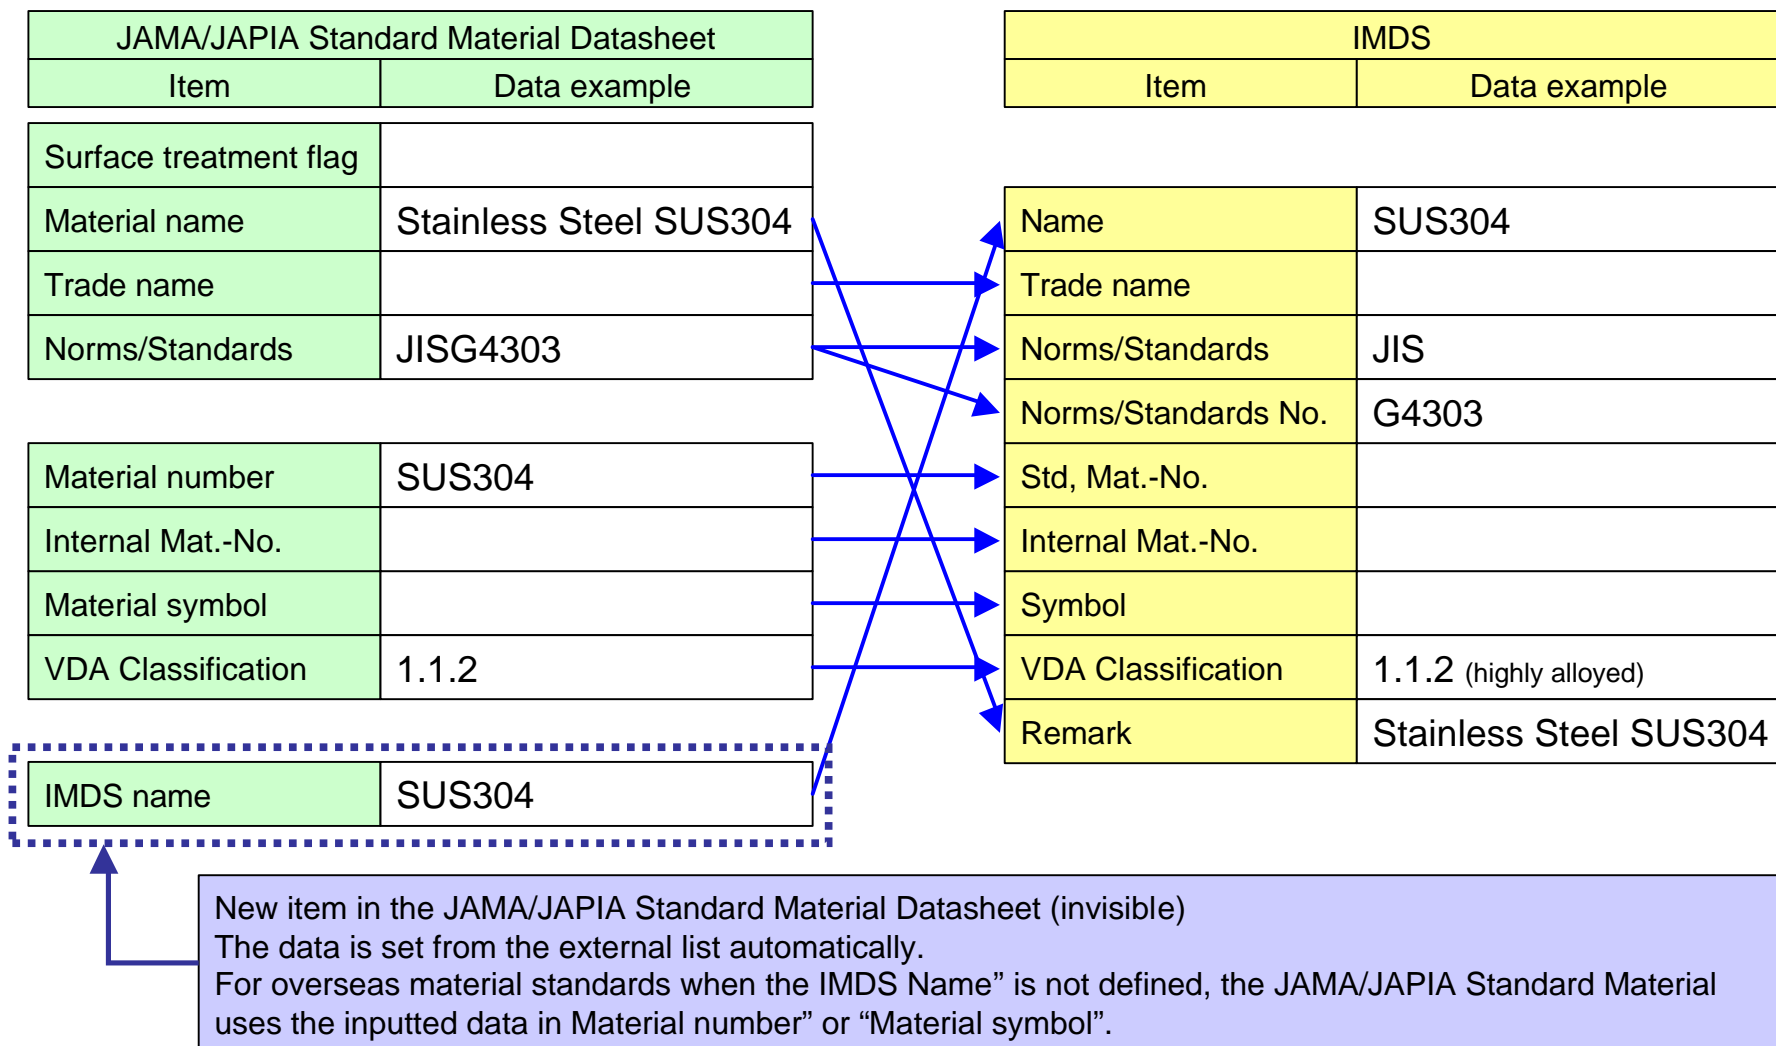 JAMA/JAPIA Standard Material Datasheet
Item Data example
Surface treatment flag
Material name Stainless Steel SUS304
Trade name
Norms/Standards JISG4303
Material number SUS304
Internal Mat.-No.
Material symbol
VDA Classification 1.1.2
IMDS name SUS304
IMDS
Item Data example
Name SUS304
Trade name
Norms/Standards JIS
Norms/Standards No. G4303
Std, Mat.-No.
Internal Mat.-No.
Symbol
VDA Classification 1.1.2 (highly alloyed)
Remark Stainless Steel SUS304
New item in the JAMA/JAPIA Standard Material Datasheet (invisible)
The data is set from the external list automatically.
For overseas material standards when the IMDS Name” is not defined, the JAMA/JAPIA Standard Material
uses the inputted data in Material number” or “Material symbol”.